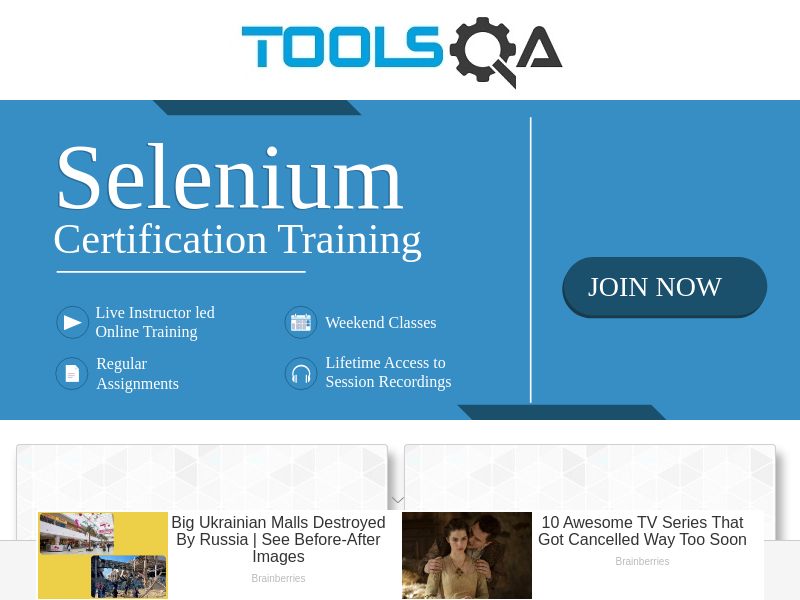 TOOLSQA
Selenium
Certification Training
JOIN NOW
Live Instructor led
Online Training
Weekend Classes
Regular
Assignments
Lifetime Access to
Session Recordings
Big Ukrainian Malls Destroyed
By Russia | See Before-After
Images
Brainberries
10 Awesome TV Series That
Got Cancelled Way Too Soon
Brainberries